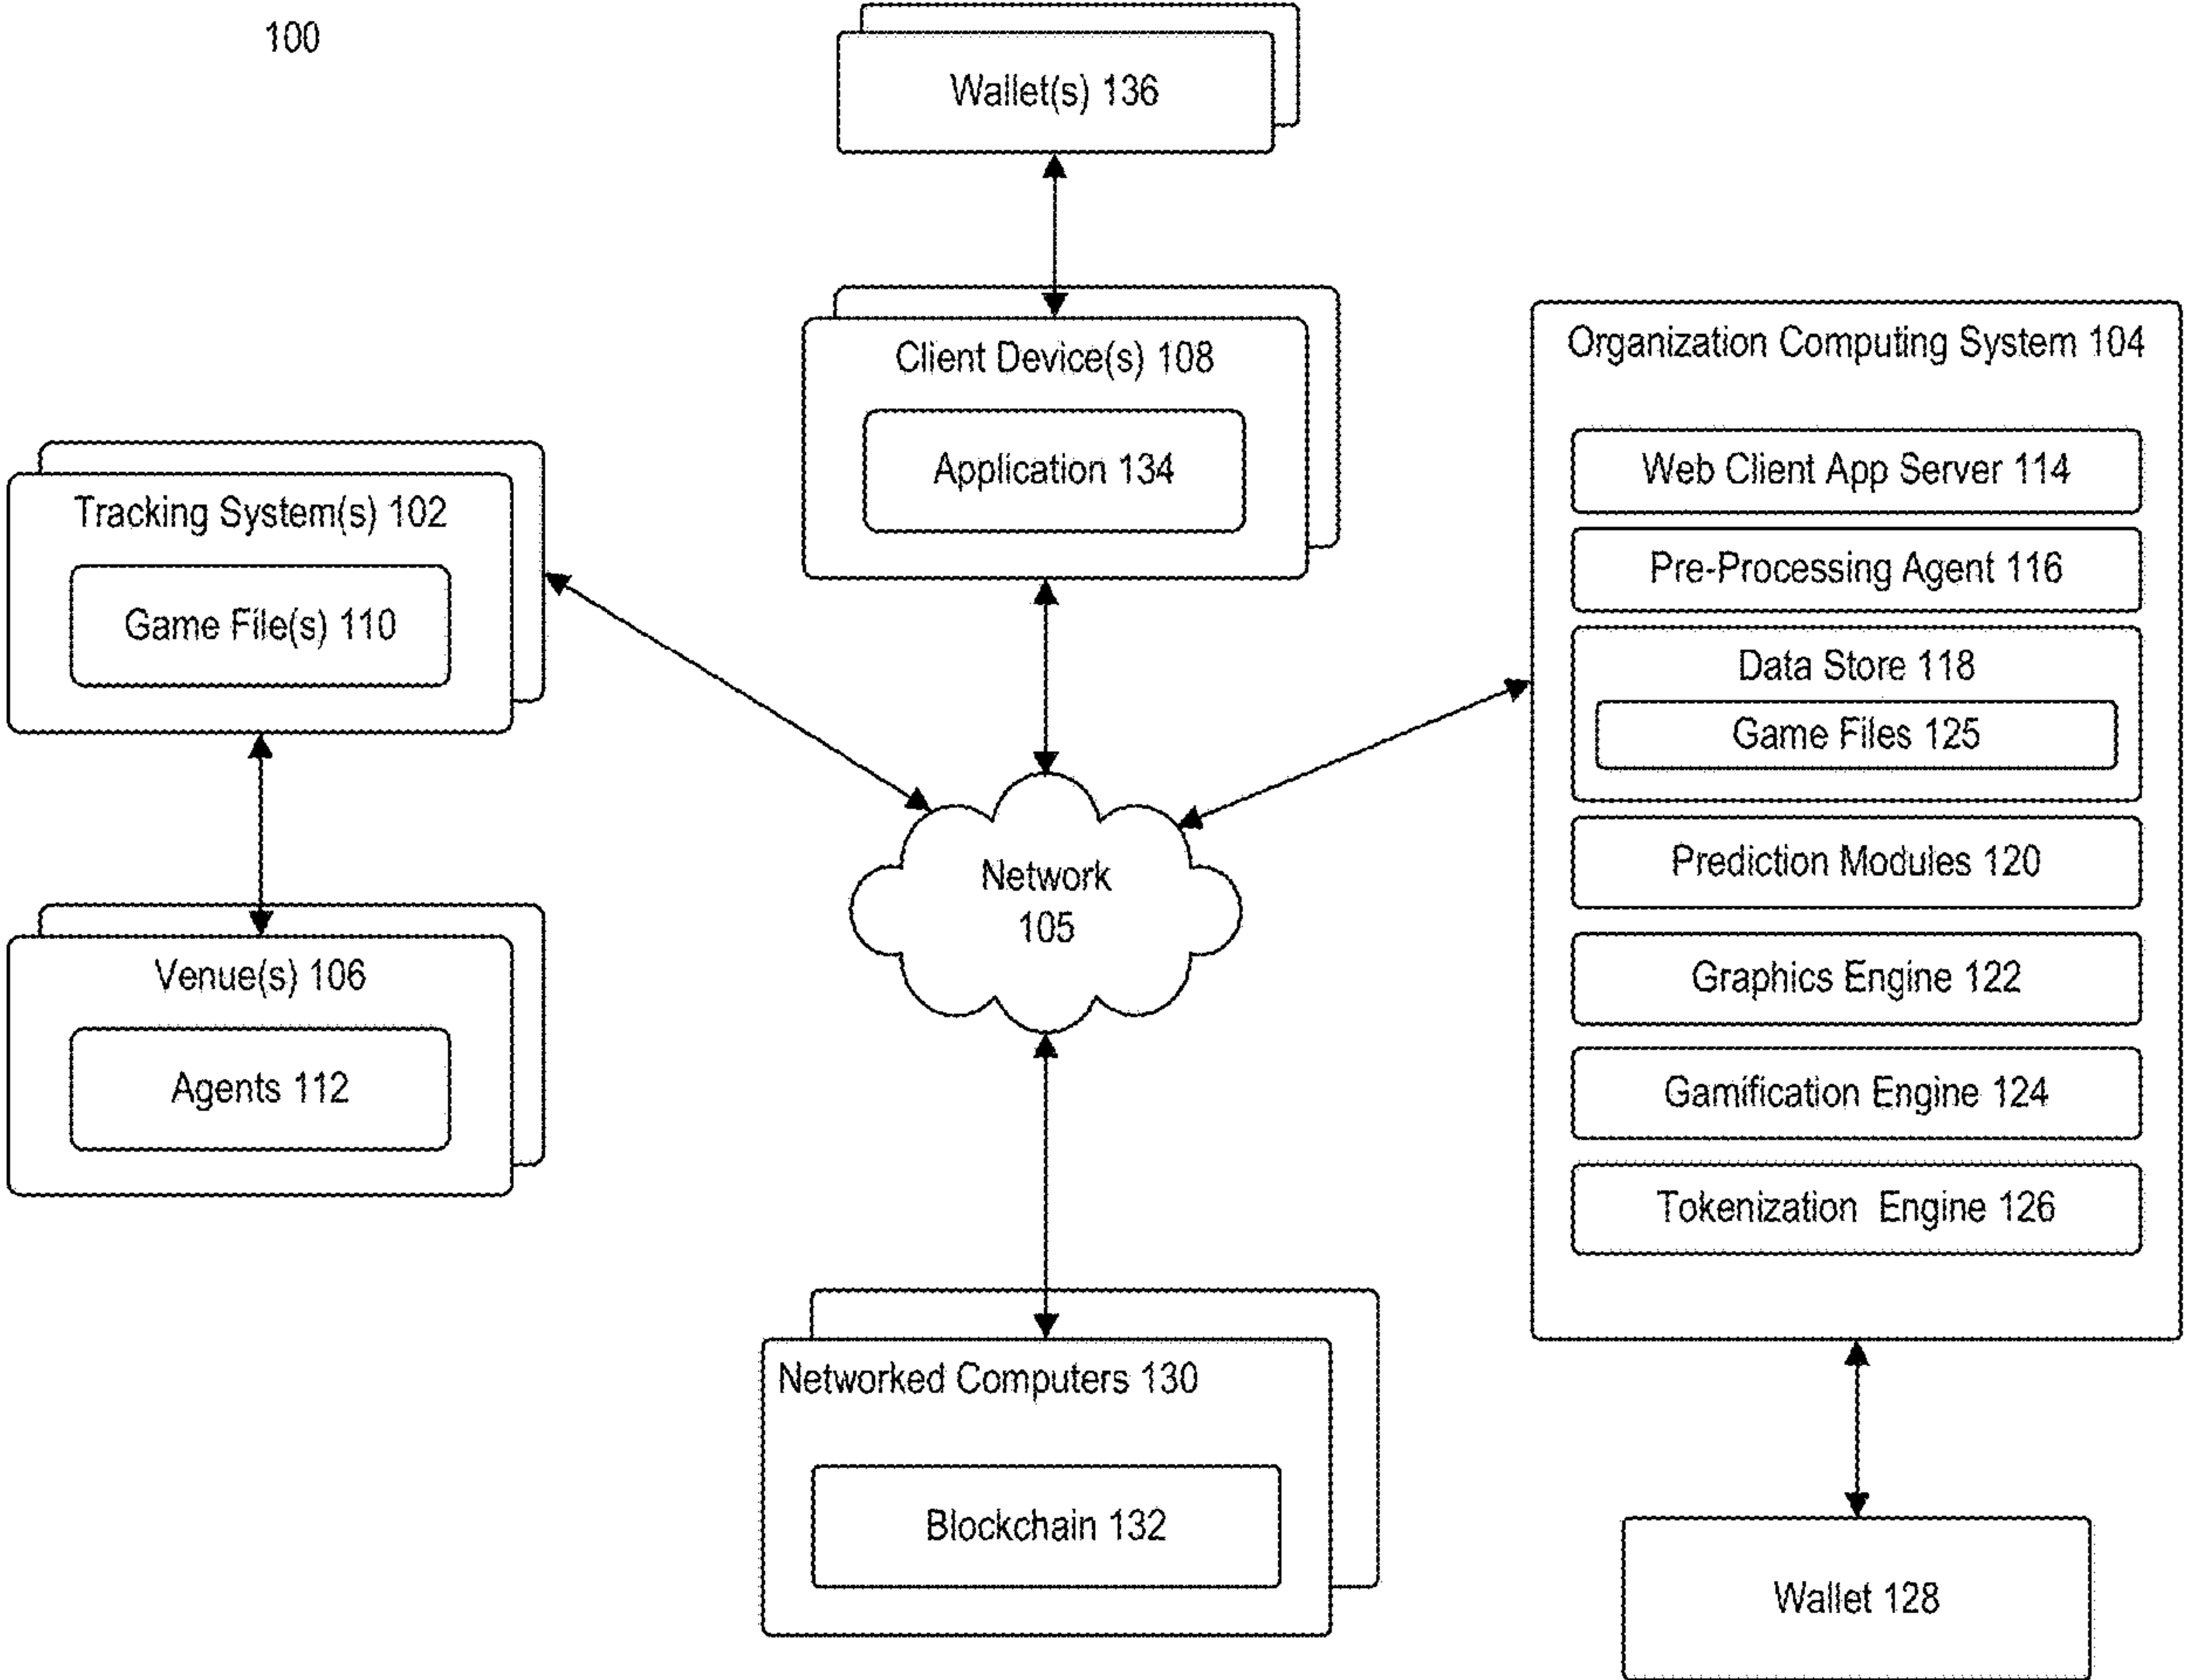 100
Wallet(s) 136
Client Device(s) 108
Application 134
Organization Computing System 104
Web Client App Server 114
Pre-Processing Agent 116
Data Store 118
Game Files 125
Prediction Modules 120
Graphics Engine 122
Gamification Engine 124
Tokenization Engine 126
Tracking System(s) 102
Game File(s) 110
Venue(s) 106
Agents 112
Network
105
Networked Computers 130
Blockchain 132
Wallet 128